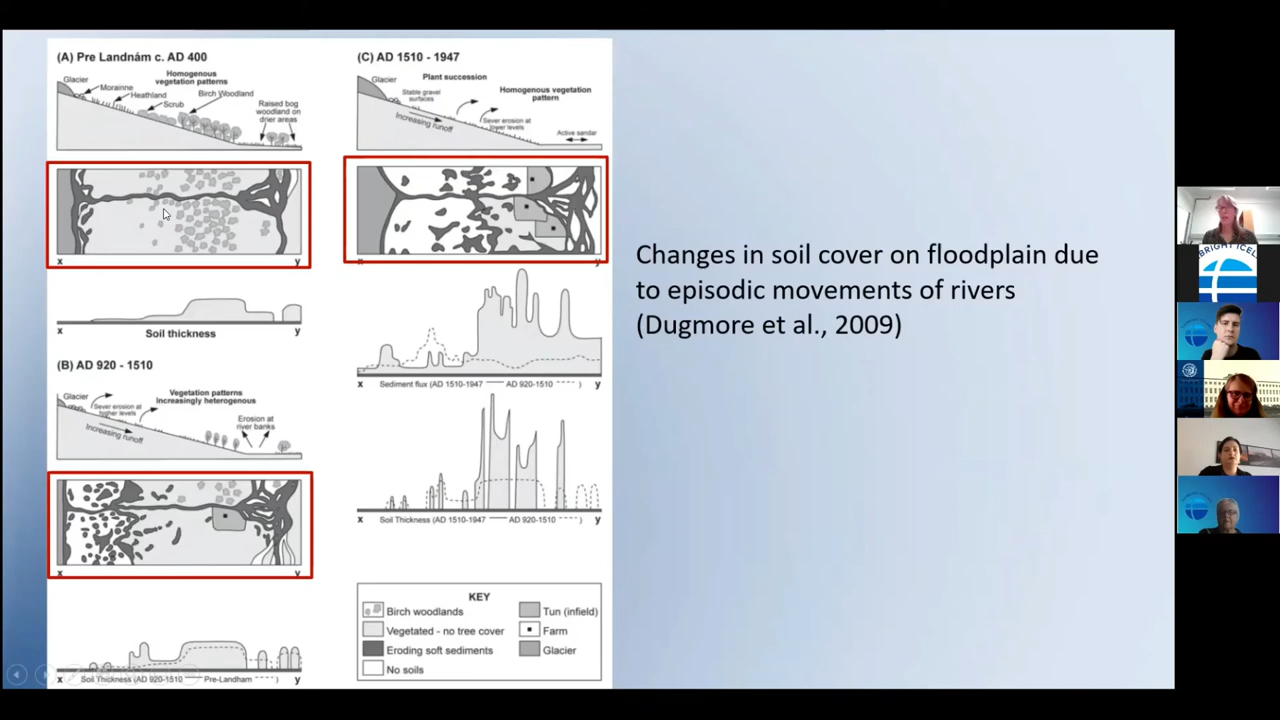 (A) Pre Landnám c. AD 400
Glacier
Morainne
Heathland
Homogenous
vegetation patterns
Scrub
Birch Woodland
Raised bog
woodland on
drier areas
x
y
Soil thickness
x
y
(B) AD 920 - 1510
Glacier
Sever erosion at
higher levels
Vegetation patterns
Increasingly heterogenous
Increasing runoff
Erosion at
river banks
x
y
x
Soil Thickness (AD 920-1510
Pre-Landham
)
y
(C) AD 1510 - 1947
Glacier
Plant succession
Stable gravel
surfaces
Increasing runoff
Homogenous vegetation
pattern
Sever erosion at
lower levels
Active sandar
x
y
x
Sediment flux (AD 1510-1947
AD 920-1510
)
y
x
Soil Thickness (AD 1510-1947
AD 920-1510
)
y
KEY
Birch woodlands
Vegetated - no tree cover
Eroding soft sediments
No soils
Tun (infield)
Farm
Glacier
Changes in soil cover on floodplain due
to episodic movements of rivers
(Dugmore et al., 2009)
BRIGHT ICEL